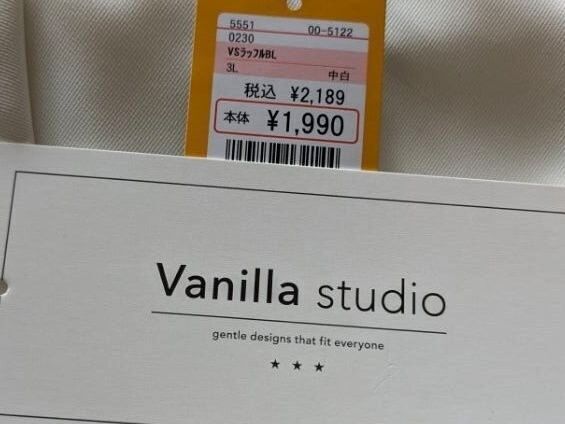 5551 00-5122
0230
VSラッフルBL
3L 中白
税込 ¥2,189
本体 ¥1,990
Vanilla studio
gentle designs that fit everyone
★ ★ ★